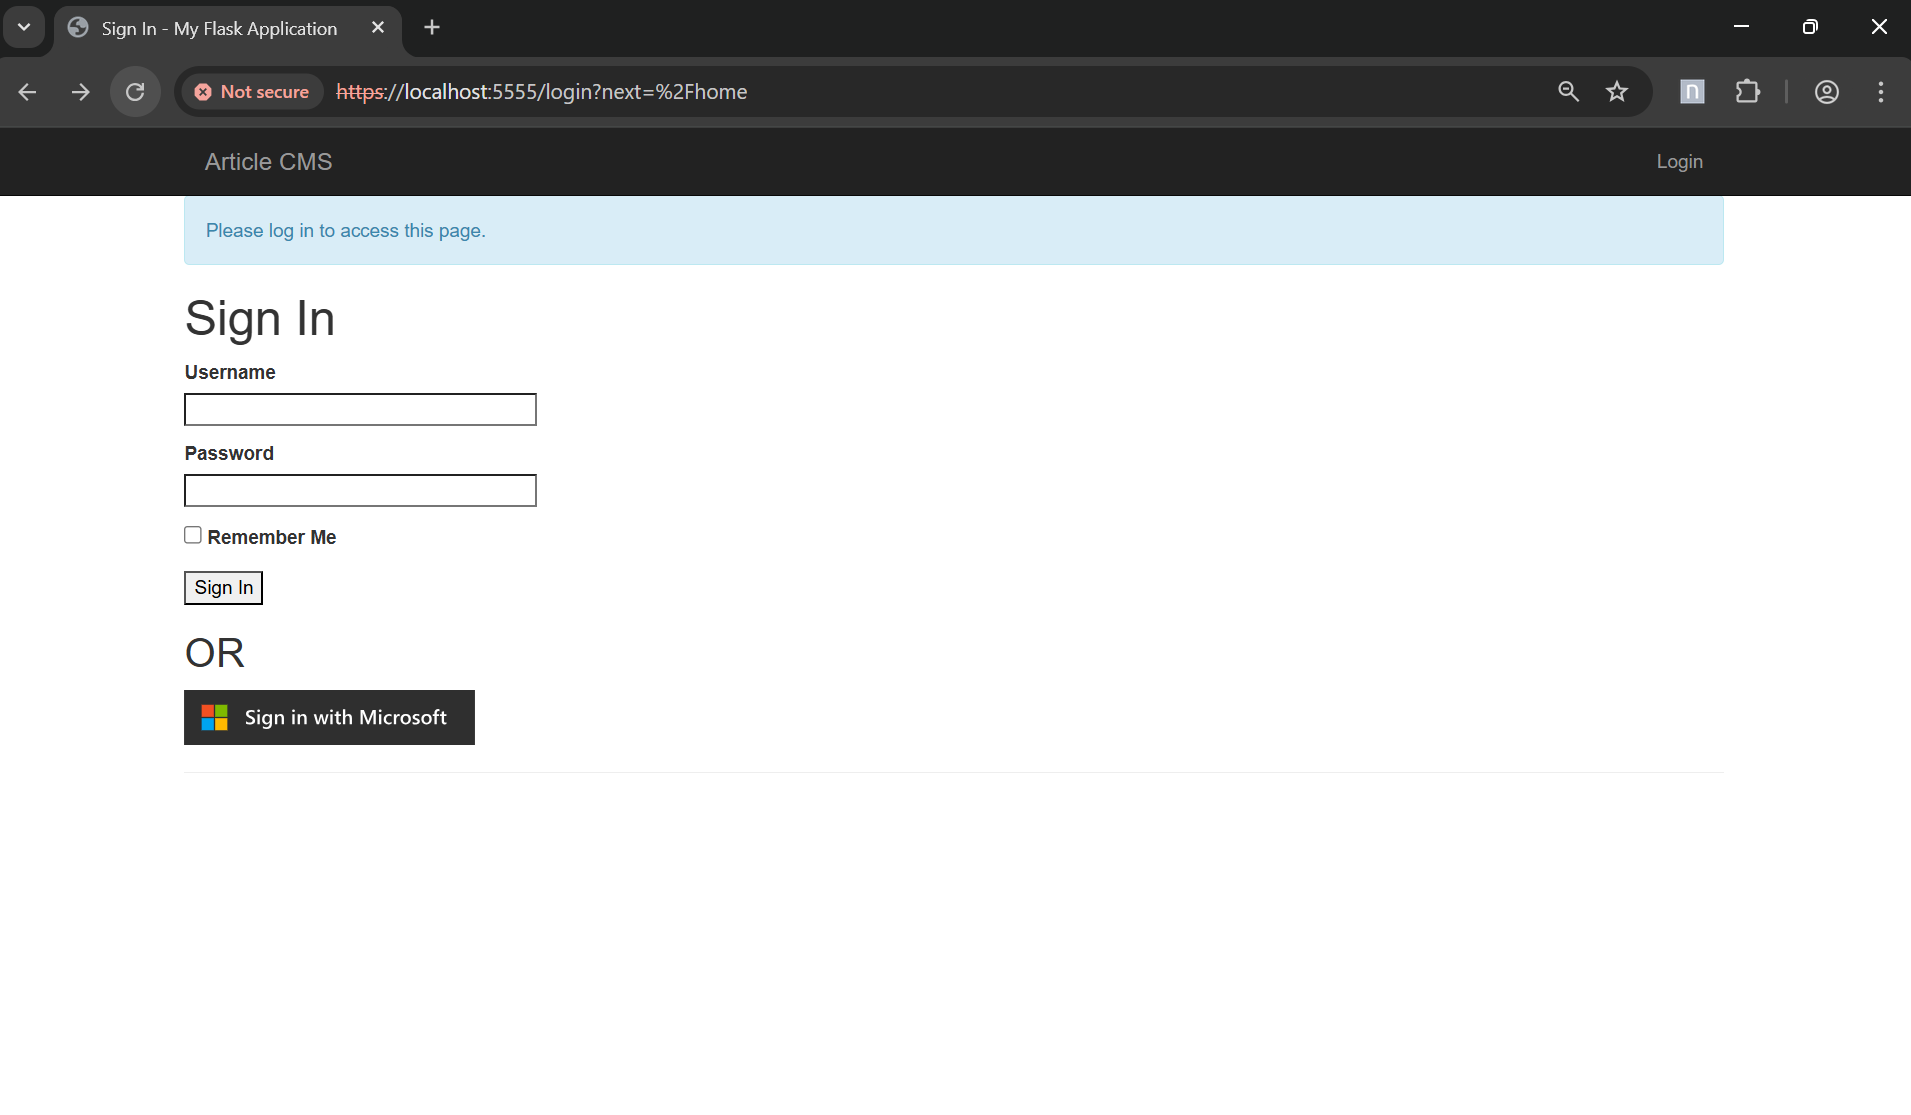 Sign In - My Flask Application
Not secure https://localhost:5555/login?next=%2Fhome
n
Article CMS
Login
Please log in to access this page.
Sign In
Username
Password
Remember Me
Sign In
OR
Sign in with Microsoft